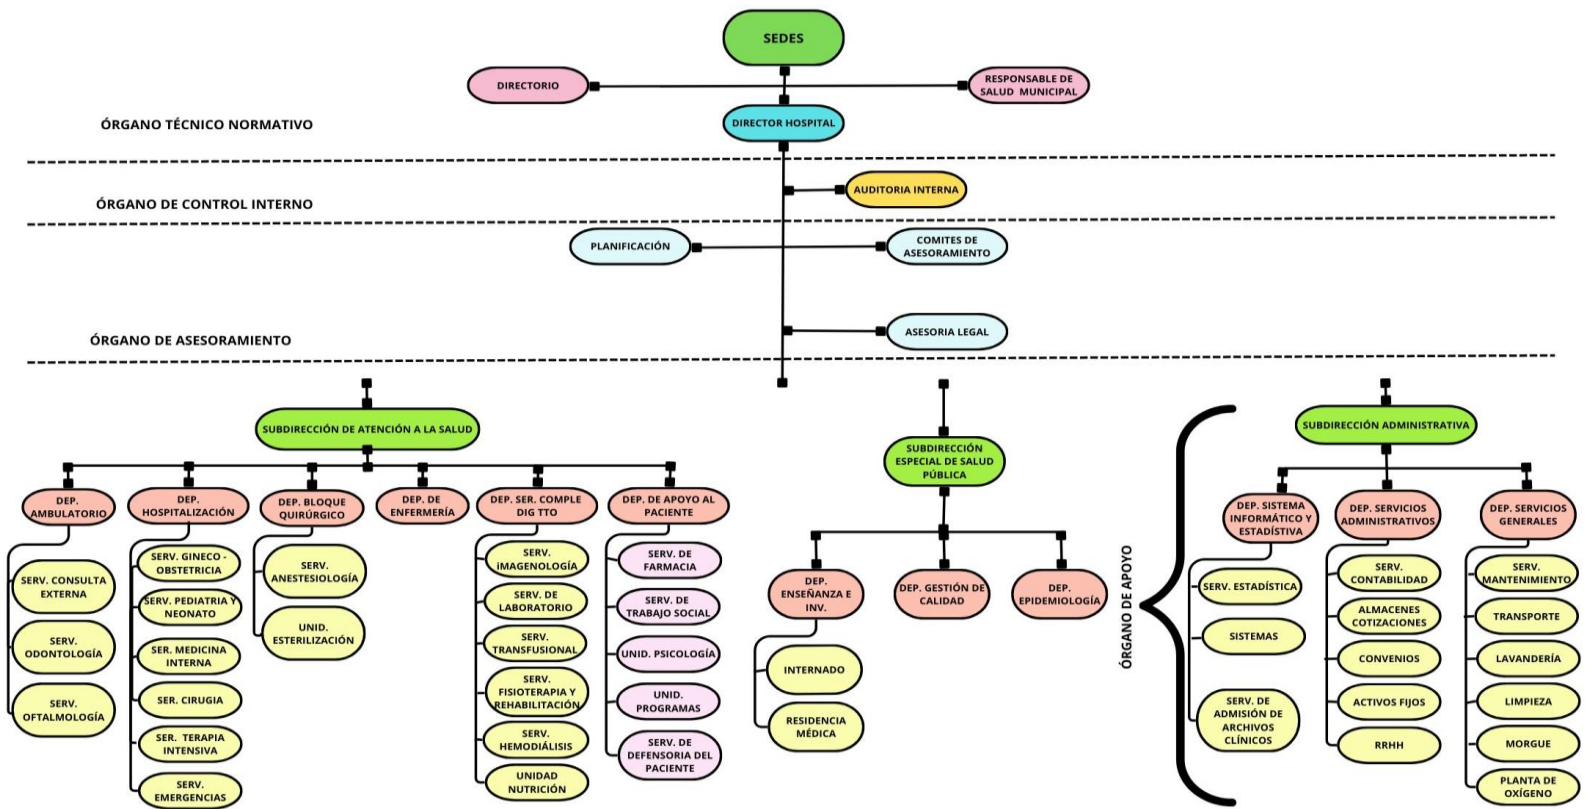 SEDES
DIRECTORIO
RESPONSABLE DE
SALUD MUNICIPAL
DIRECTOR HOSPITAL
ÓRGANO TÉCNICO NORMATIVO
AUDITORIA INTERNA
ÓRGANO DE CONTROL INTERNO
PLANIFICACIÓN
COMITES DE
ASESORAMIENTO
ASESORIA LEGAL
ÓRGANO DE ASESORAMIENTO
SUBDIRECCIÓN DE ATENCIÓN A LA SALUD
DEP.
AMBULATORIO
SERV. CONSULTA
EXTERNA
SERV.
ODONTOLOGÍA
SERV.
OFTALMOLOGÍA
DEP.
HOSPITALIZACIÓN
SERV. GINECO -
OBSTETRICIA
SERV. PEDIATRIA Y
NEONATO
SER. MEDICINA
INTERNA
SER. CIRUGIA
SER. TERAPIA
INTENSIVA
SERV.
EMERGENCIAS
DEP. BLOQUE
QUIRÚRGICO
SERV.
ANESTESIOLOGÍA
UNID.
ESTERILIZACIÓN
DEP. DE
ENFERMERÍA
DEP. SER. COMPLE
DIG TTO
SERV.
iMAGENOLOGÍA
SERV. DE
LABORATORIO
SERV.
TRANSFUSIONAL
SERV.
FISIOTERAPIA Y
REHABILITACIÓN
SERV.
HEMODIÁLISIS
UNIDAD
NUTRICIÓN
DEP. DE APOYO AL
PACIENTE
SERV. DE
FARMACIA
SERV. DE
TRABAJO SOCIAL
UNID. PSICOLOGÍA
UNID.
PROGRAMAS
SERV. DE
DEFENSORIA DEL
PACIENTE
SUBDIRECCIÓN
ESPECIAL DE SALUD
PÚBLICA
DEP.
ENSEÑANZA E
INV.
INTERNADO
RESIDENCIA
MÉDICA
DEP. GESTIÓN DE
CALIDAD
DEP.
EPIDEMIOLOGÍA
ÓRGANO DE APOYO
SUBDIRECCIÓN ADMINISTRATIVA
DEP. SISTEMA
INFORMÁTICO Y
ESTADÍSTIVA
SERV. ESTADÍSTICA
SISTEMAS
SERV. DE
ADMISIÓN DE
ARCHIVOS
CLÍNICOS
DEP. SERVICIOS
ADMINISTRATIVOS
SERV.
CONTABILIDAD
ALMACENES
COTIZACIONES
CONVENIOS
ACTIVOS FIJOS
RRHH
DEP. SERVICIOS
GENERALES
SERV.
MANTENIMIENTO
TRANSPORTE
LAVANDERÍA
LIMPIEZA
MORGUE
PLANTA DE
OXÍGENO